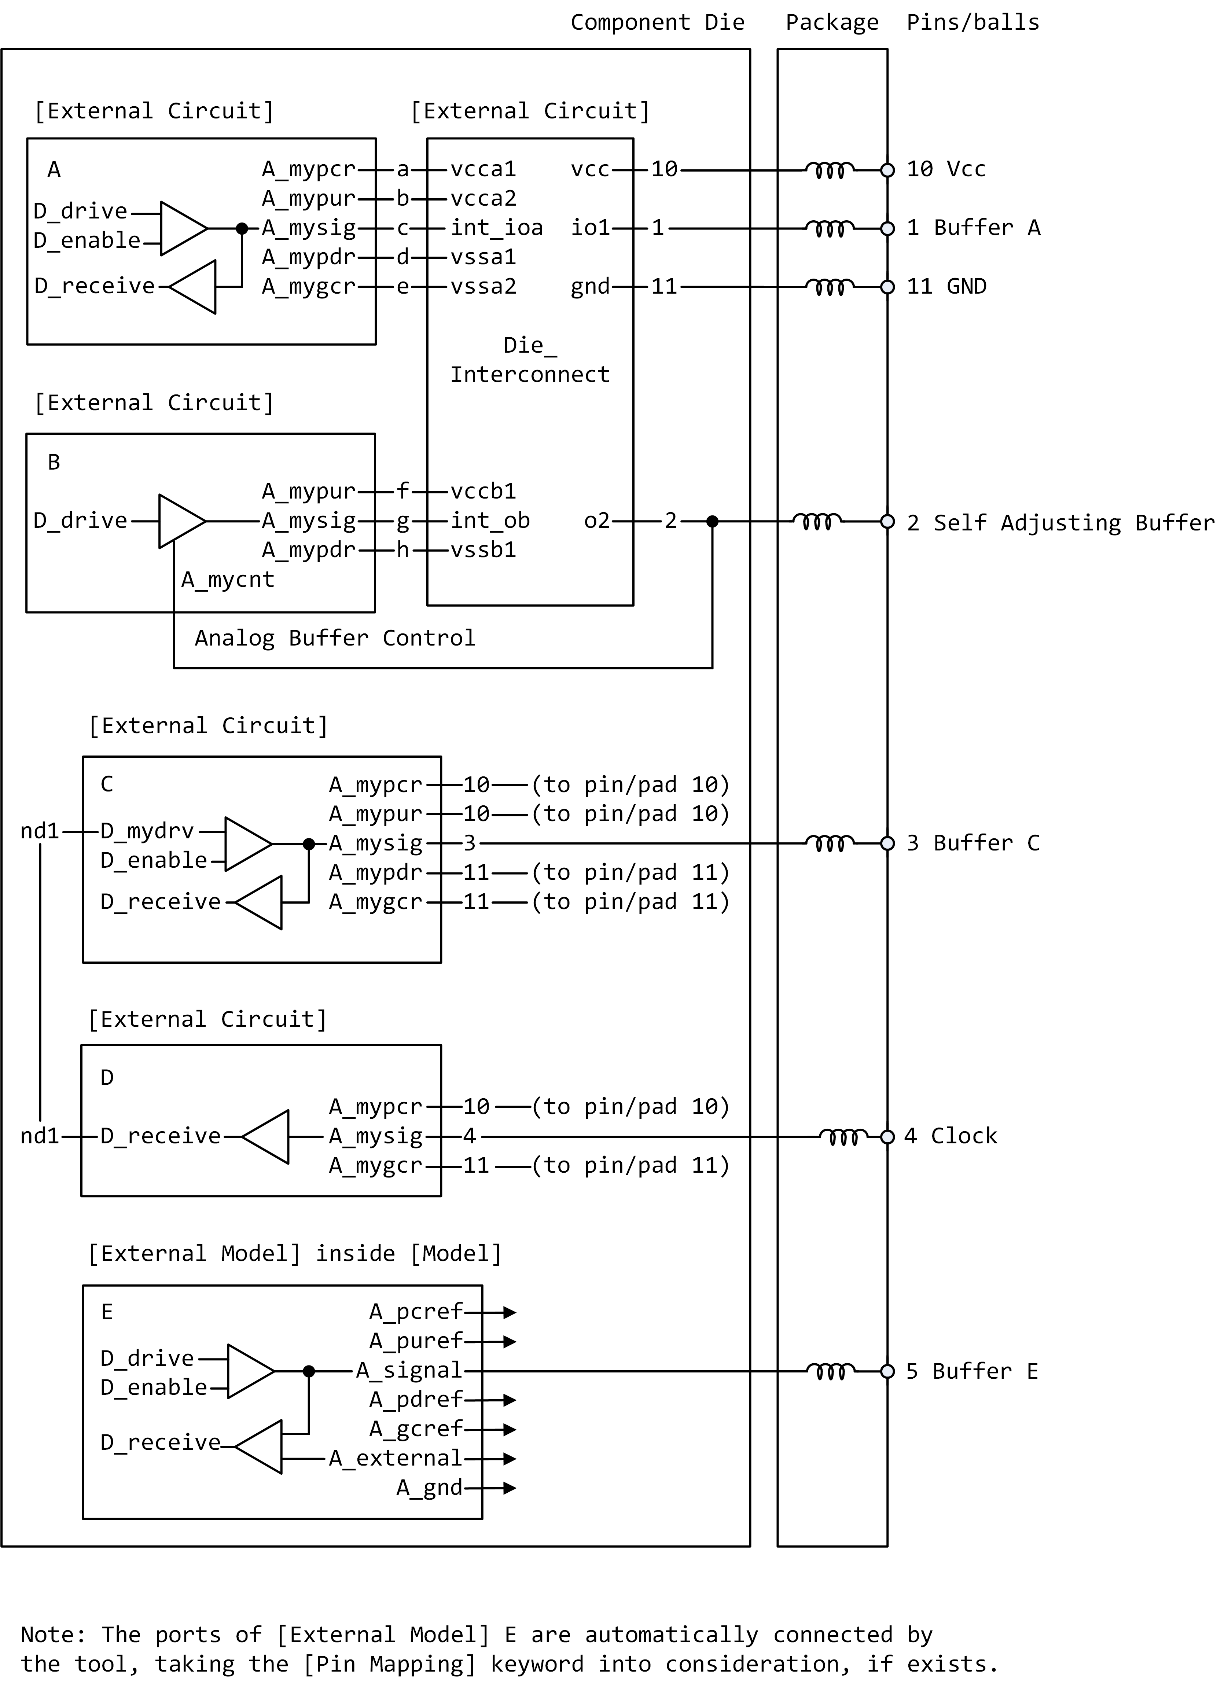 Component Die Package Pins/balls
[External Circuit] [External Circuit]
A A_mypcr a vcca1 vcc 10 10 Vcc
A_mypur b vcca2
D_drive
A_mysig c int_ioa io1 1 1 Buffer A
D_enable
A_mypdr d vssa1
D_receive A_mygcr e vssa2 gnd 11 11 GND
Die_
Interconnect
[External Circuit]
B
A_mypur f vccb1
D_drive A_mysig g int_ob o2 2 2 Self Adjusting Buffer
A_mypdr h vssb1
A_mycnt
Analog Buffer Control
[External Circuit]
C A_mypcr 10 (to pin/pad 10)
A_mypur 10 (to pin/pad 10)
nd1 D_mydrv
A_mysig 3 3 Buffer C
D_enable
A_mypdr 11 (to pin/pad 11)
D_receive A_mygcr 11 (to pin/pad 11)
[External Circuit]
D
A_mypcr 10 (to pin/pad 10)
nd1 D_receive A_mysig 4 4 Clock
A_mygcr 11 (to pin/pad 11)
[External Model] inside [Model]
E A_pcref
A_puref
D_drive
A_signal 5 Buffer E
D_enable
A_pdref
A_gcref
D_receive
A_external
A_gnd
Note: The ports of [External Model] E are automatically connected by
the tool, taking the [Pin Mapping] keyword into consideration, if exists.